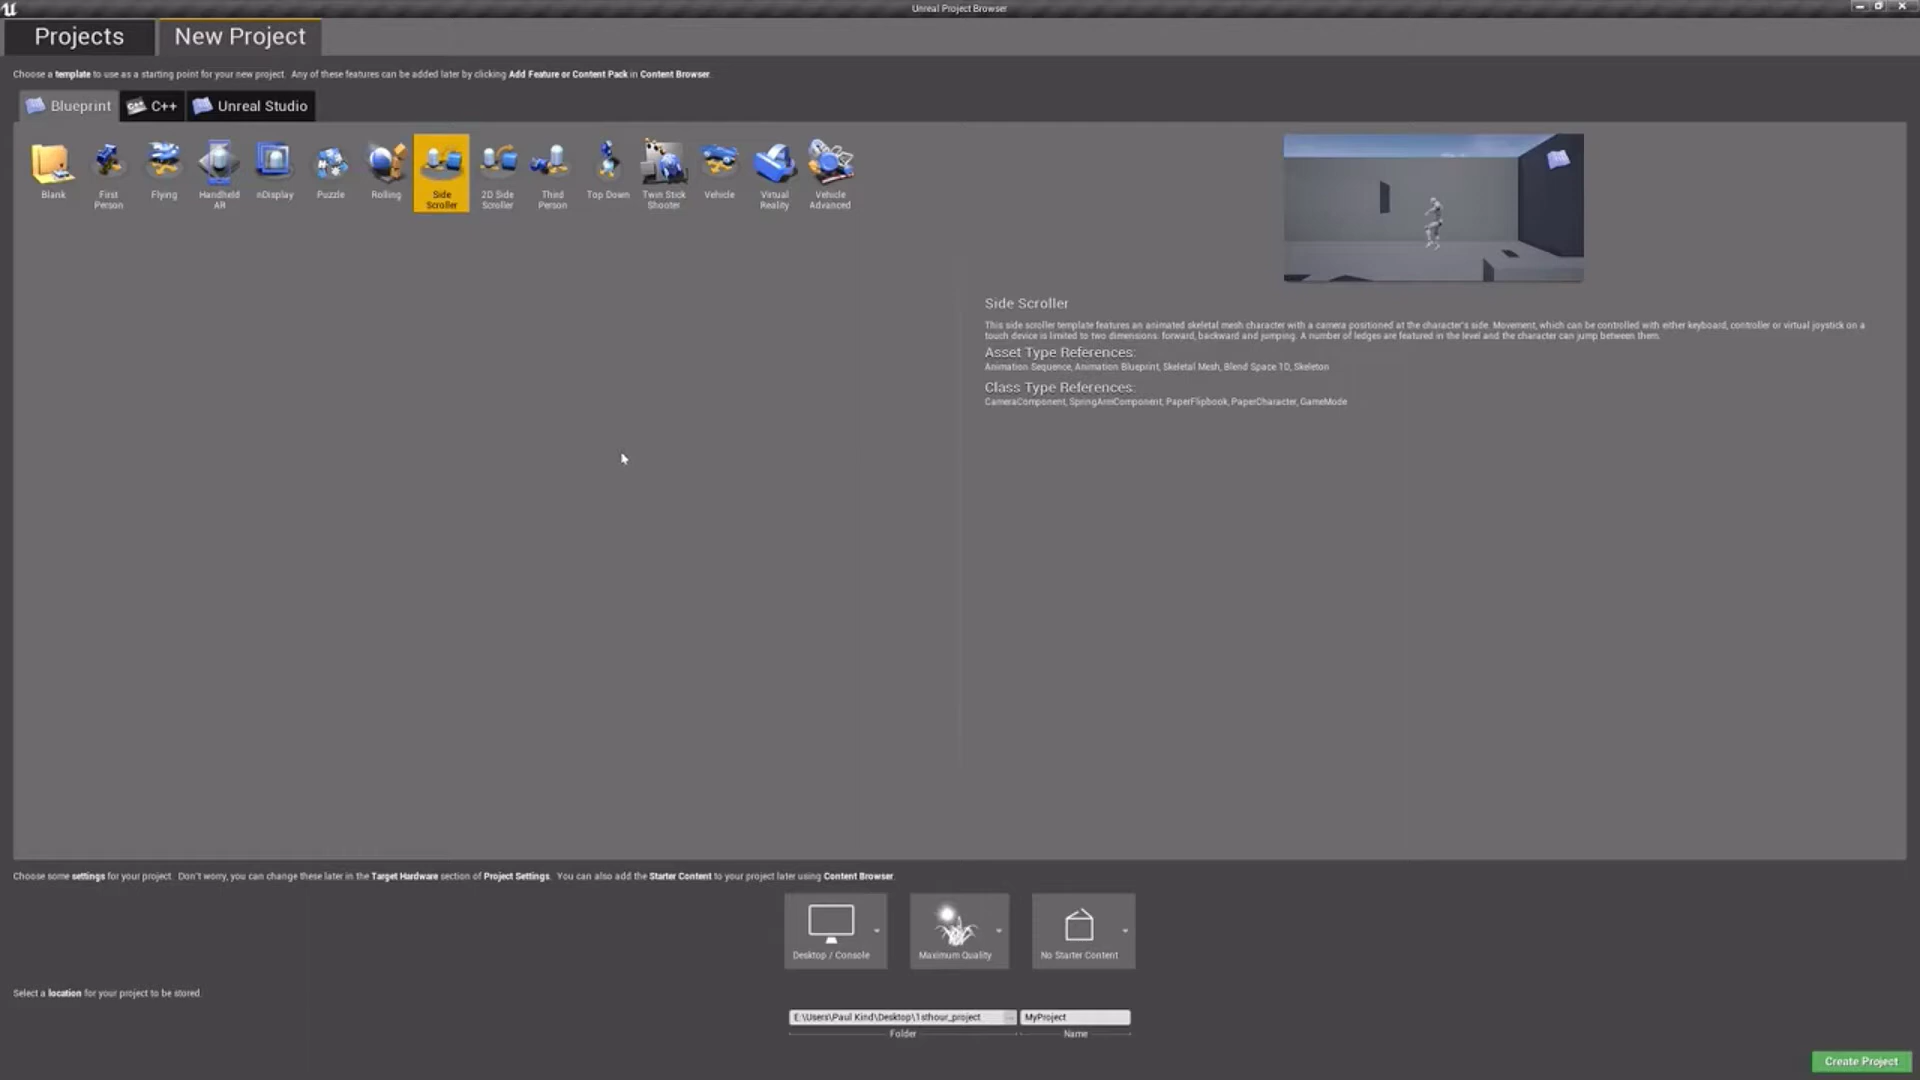 Unreal Project Browser
Projects
New Project
Choose a template to use as a starting point for your new project. Any of these features can be added later by clicking Add Feature or Content Pack in Content Browser.
Blueprint
C++
Unreal Studio
Blank
First Person
Flying
Handheld AR
nDisplay
Puzzle
Rolling
Side Scroller
2D Side Scroller
Third Person
Top Down
Twin Stick Shooter
Vehicle
Virtual Reality
Vehicle Advanced
Side Scroller
This side scroller template features an animated skeletal mesh character with a camera positioned at the character's side. Movement, which can be controlled with either keyboard, controller or virtual joystick on a
touch device is limited to two dimensions: forward, backward and jumping. A number of ledges are featured in the level and the character can jump between them.
Asset Type References:
Animation Sequence, Animation Blueprint, Skeletal Mesh, Blend Space 1D, Skeleton
Class Type References:
CameraComponent, SpringArmComponent, PaperFlipbook, PaperCharacter, GameMode
Choose some settings for your project. Don't worry, you can change these later in the Target Hardware section of Project Settings. You can also add the Starter Content to your project later using Content Browser.
Desktop / Console
Maximum Quality
No Starter Content
Select a location for your project to be stored.
E:\Users\Paul Kind\Desktop\1sthour_project
...
MyProject
Folder
Name
Create Project